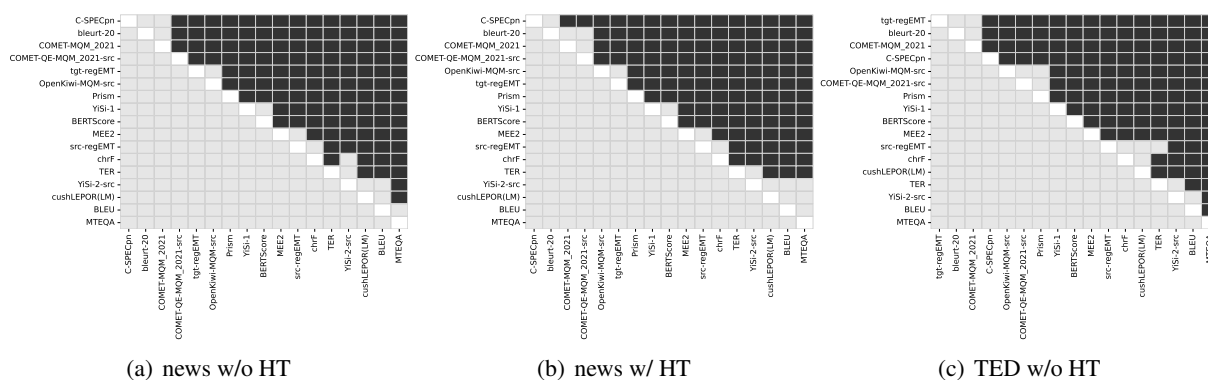 C-SPECpn
bleurt-20
COMET-MQM_2021
COMET-QE-MQM_2021-src
tgt-regEMT
OpenKiwi-MQM-src
Prism
YiSi-1
BERTScore
MEE2
src-regEMT
chrF
TER
YiSi-2-src
cushLEPOR(LM)
BLEU
MTEQA
C-SPECpn
bleurt-20
COMET-MQM_2021
COMET-QE-MQM_2021-src
tgt-regEMT
OpenKiwi-MQM-src
Prism
YiSi-1
BERTScore
MEE2
src-regEMT
chrF
TER
YiSi-2-src
cushLEPOR(LM)
BLEU
MTEQA
(a) news w/o HT
C-SPECpn
bleurt-20
COMET-MQM_2021
COMET-QE-MQM_2021-src
OpenKiwi-MQM-src
tgt-regEMT
Prism
YiSi-1
BERTScore
MEE2
src-regEMT
chrF
TER
YiSi-2-src
cushLEPOR(LM)
BLEU
MTEQA
C-SPECpn
bleurt-20
COMET-MQM_2021
COMET-QE-MQM_2021-src
OpenKiwi-MQM-src
tgt-regEMT
Prism
YiSi-1
BERTScore
MEE2
src-regEMT
chrF
TER
YiSi-2-src
cushLEPOR(LM)
BLEU
MTEQA
(b) news w/ HT
tgt-regEMT
bleurt-20
COMET-MQM_2021
C-SPECpn
OpenKiwi-MQM-src
COMET-QE-MQM_2021-src
Prism
YiSi-1
BERTScore
MEE2
src-regEMT
chrF
cushLEPOR(LM)
TER
YiSi-2-src
BLEU
MTEQA
tgt-regEMT
bleurt-20
COMET-MQM_2021
C-SPECpn
OpenKiwi-MQM-src
COMET-QE-MQM_2021-src
Prism
YiSi-1
BERTScore
MEE2
src-regEMT
chrF
cushLEPOR(LM)
TER
YiSi-2-src
BLEU
MTEQA
(c) TED w/o HT